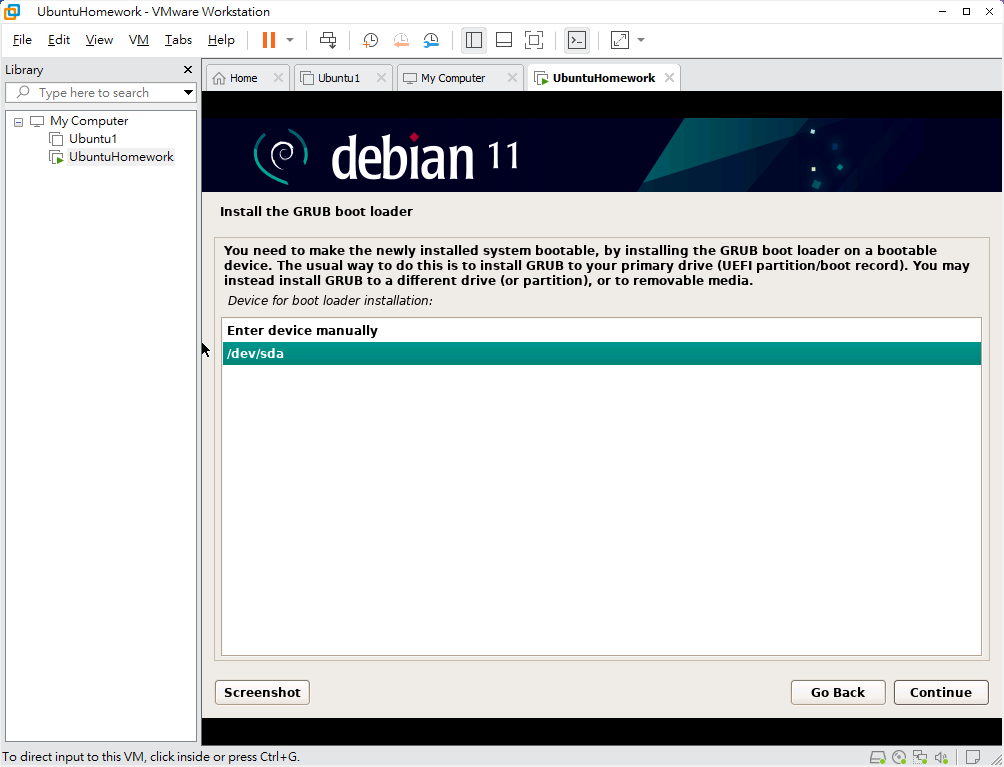 UbuntuHomework - VMware Workstation
File Edit View VM Tabs Help
Library
Type here to search
My Computer
Ubuntu1
UbuntuHomework
Home Ubuntu1 My Computer UbuntuHomework
debian 11
Install the GRUB boot loader
You need to make the newly installed system bootable, by installing the GRUB boot loader on a bootable
device. The usual way to do this is to install GRUB to your primary drive (UEFI partition/boot record). You may
instead install GRUB to a different drive (or partition), or to removable media.
Device for boot loader installation:
Enter device manually
/dev/sda
Screenshot Go Back Continue
To direct input to this VM, click inside or press Ctrl+G.